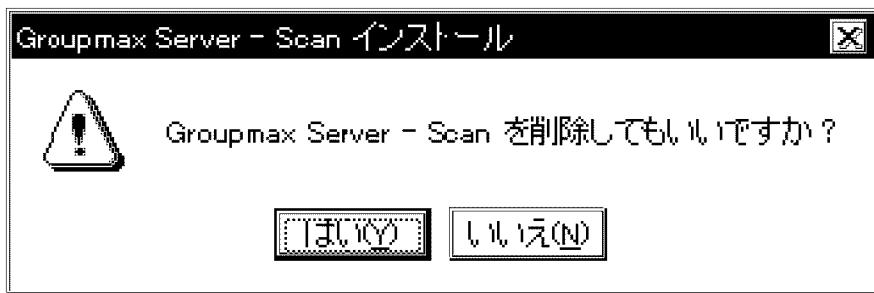 Groupmax Server - Scan インストール
Groupmax Server - Scan を削除してもいいですか？
はい(Y) いいえ(N)